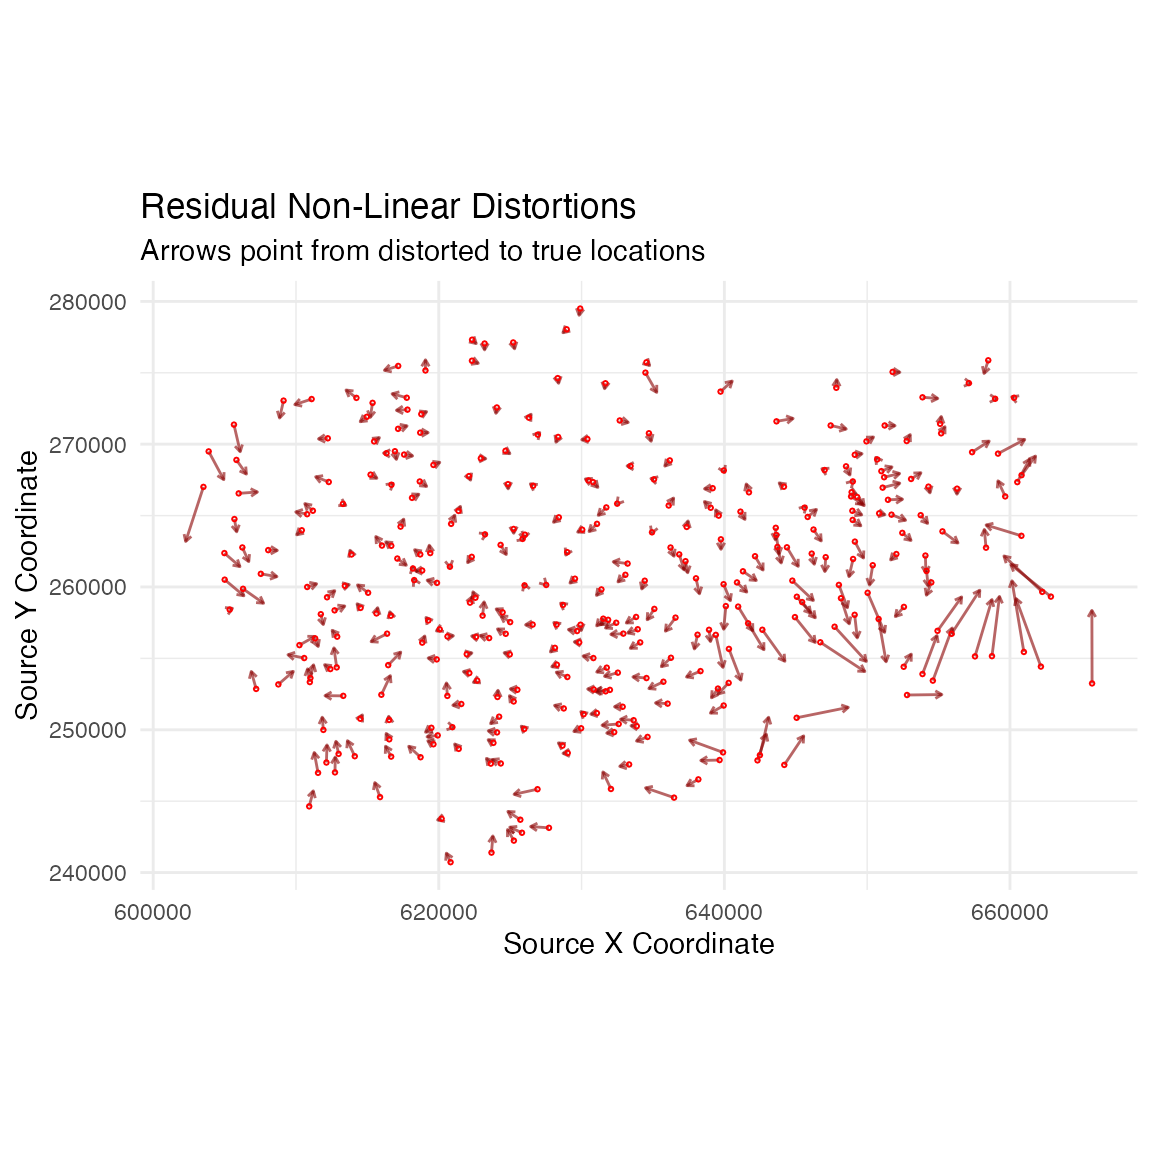 Residual Non-Linear Distortions
Arrows point from distorted to true locations
280000
270000
260000
250000
240000
Source Y Coordinate
600000 620000 640000 660000
Source X Coordinate